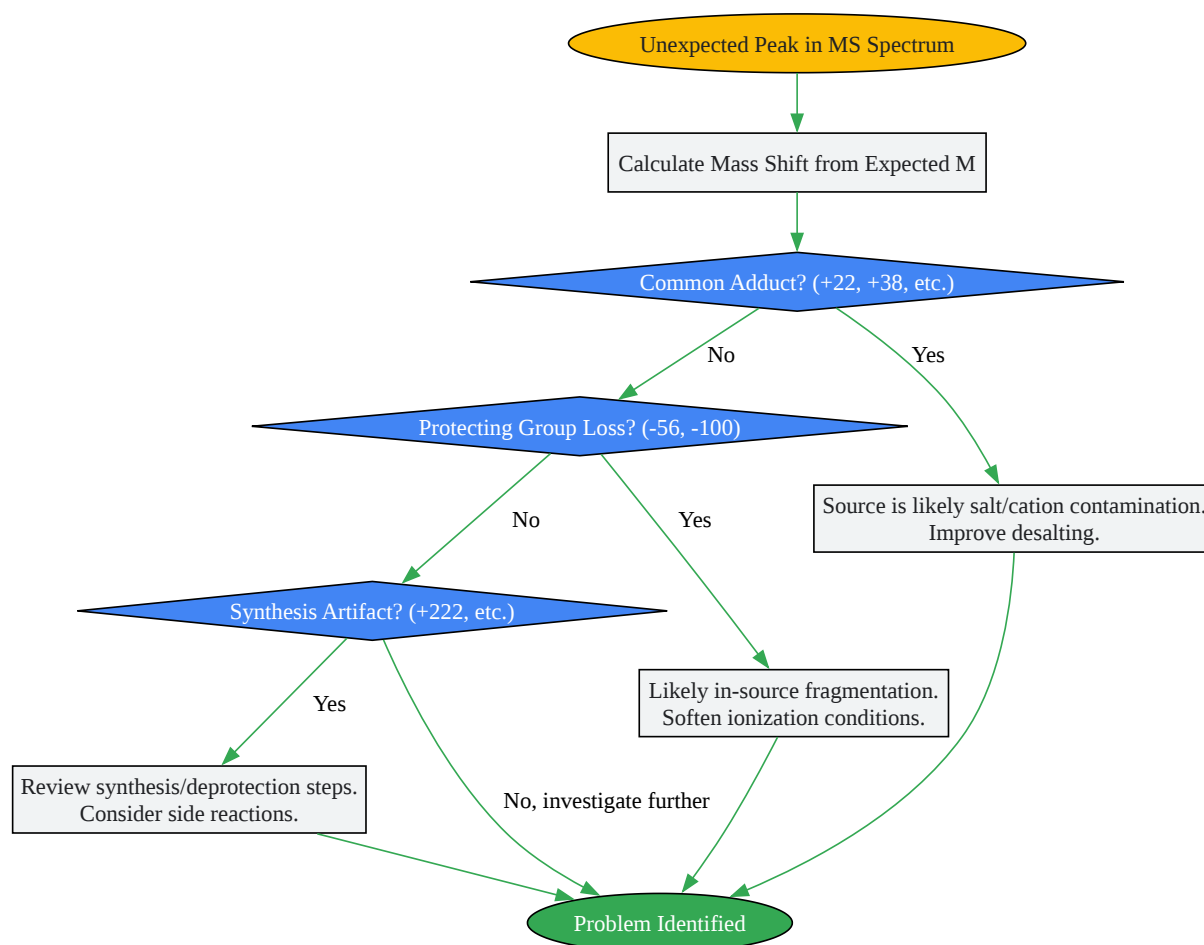 Unexpected Peak in MS Spectrum
Calculate Mass Shift from Expected M
Common Adduct? (+22, +38, etc.)
No
Yes
Protecting Group Loss? (-56, -100)
Source is likely salt/cation contamination.
Improve desalting.
No
Yes
Synthesis Artifact? (+222, etc.)
Likely in-source fragmentation.
Soften ionization conditions.
Yes
Review synthesis/deprotection steps.
Consider side reactions.
No, investigate further
Problem Identified